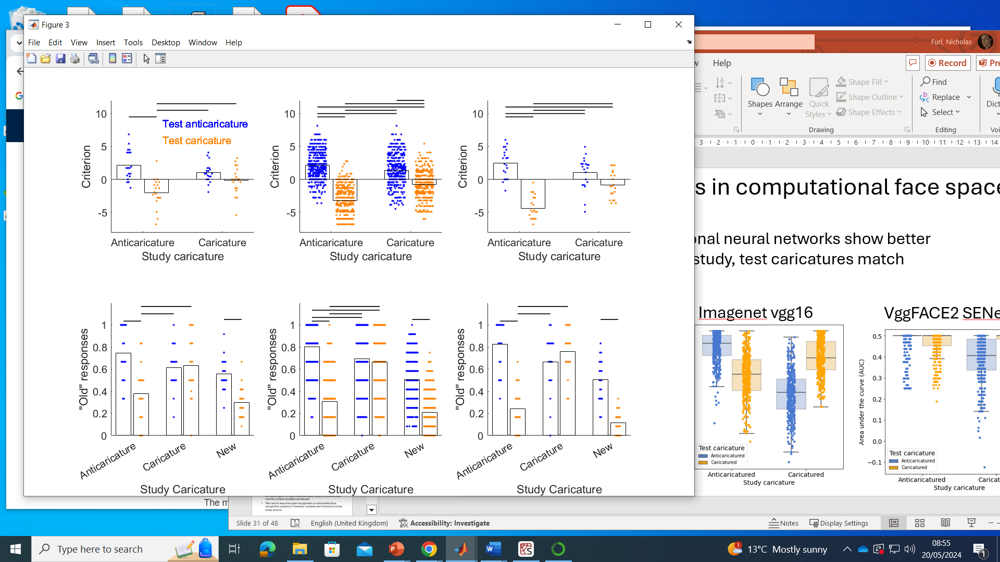 Figure 3
File Edit View Insert Tools Desktop Window Help
Criterion
10
5
0
-5
Test anticaricature
Test caricature
Anticaricature Caricature
Study caricature
Criterion
10
5
0
-5
Anticaricature Caricature
Study caricature
Criterion
10
5
0
-5
Anticaricature Caricature
Study caricature
"Old" responses
1
0.8
0.6
0.4
0.2
0
Anticaricature Caricature New
Study Caricature
"Old" responses
1
0.8
0.6
0.4
0.2
0
Anticaricature Caricature New
Study Caricature
"Old" responses
1
0.8
0.6
0.4
0.2
0
Anticaricature Caricature New
Study Caricature
Furl, Nicholas
Help
Record
Shapes Arrange Quick Styles
Shape Fill
Shape Outline
Shape Effects
Drawing
Find
Replace
Select
Editing
3 2 1 0 1 2 3 4 5 6 7 8 9 10 11 12 13 14
s in computational face space
onal neural networks show better
study, test caricatures match
Imagenet vgg16
Test caricature
Anticaricatured
Caricatured
Anticaricatured Caricatured
Study caricature
VggFACE2 SENe
Area under the curve (AUC)
0.5
0.4
0.3
0.2
0.1
0.0
−0.1
Test caricature
Anticaricatured
Caricatured
Anticaricatured Caricat
Study caricature
The m
harmful unless studied caricatured
We cannot assume super recognisers or automated face
recognition systems in forensic contexts are immune to some
kinds of error
Slide 31 of 48 English (United Kingdom) Accessibility: Investigate Notes Display Settings
Type here to search
13°C Mostly sunny
08:55
20/05/2024
1
1